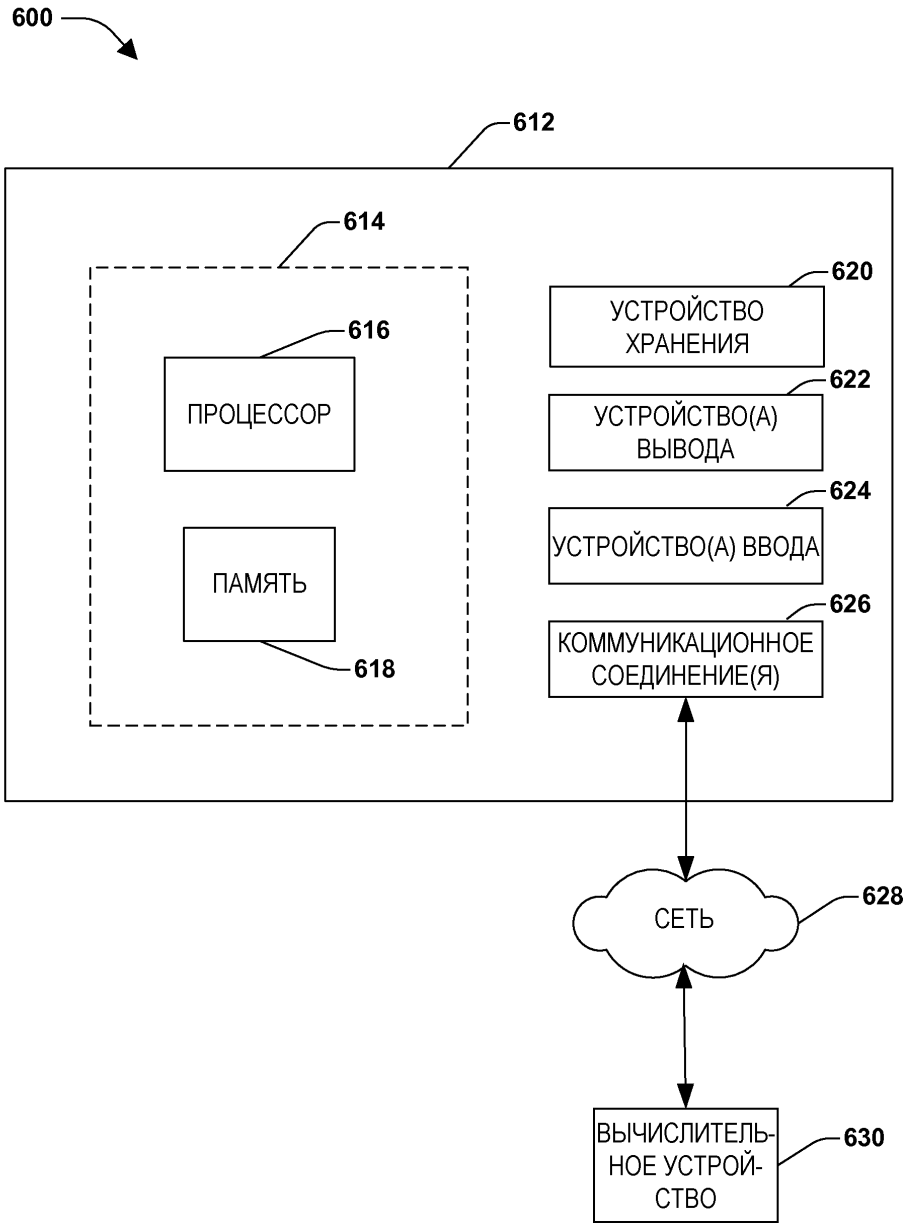 600
612
614
616
ПРОЦЕССОР
ПАМЯТЬ
618
620
УСТРОЙСТВО
ХРАНЕНИЯ
622
УСТРОЙСТВО(А)
ВЫВОДА
624
УСТРОЙСТВО(А) ВВОДА
626
КОММУНИКАЦИОННОЕ
СОЕДИНЕНИЕ(Я)
СЕТЬ
628
ВЫЧИСЛИТЕЛЬ-
НОЕ УСТРОЙ-
СТВО
630